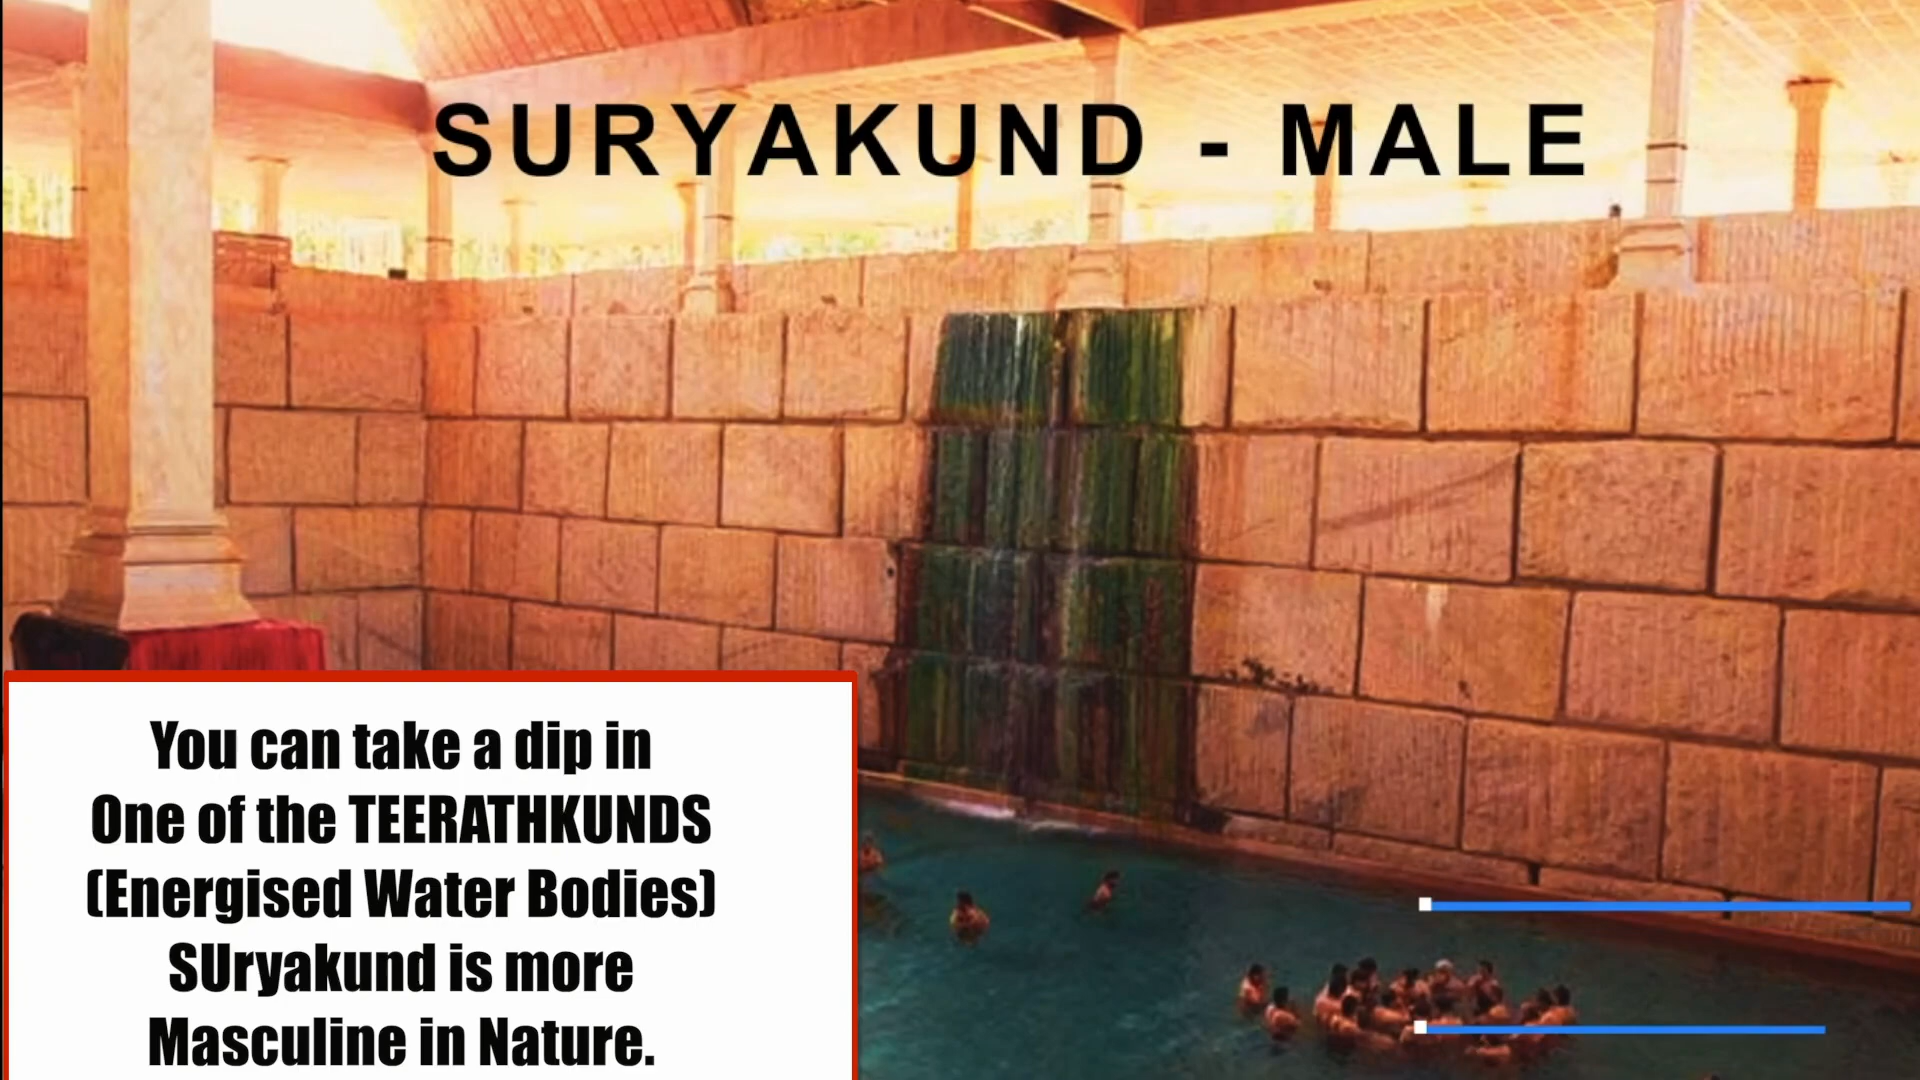 SURYAKUND - MALE
You can take a dip in
One of the TEERATHKUNDS
(Energised Water Bodies)
SUryakund is more
Masculine in Nature.